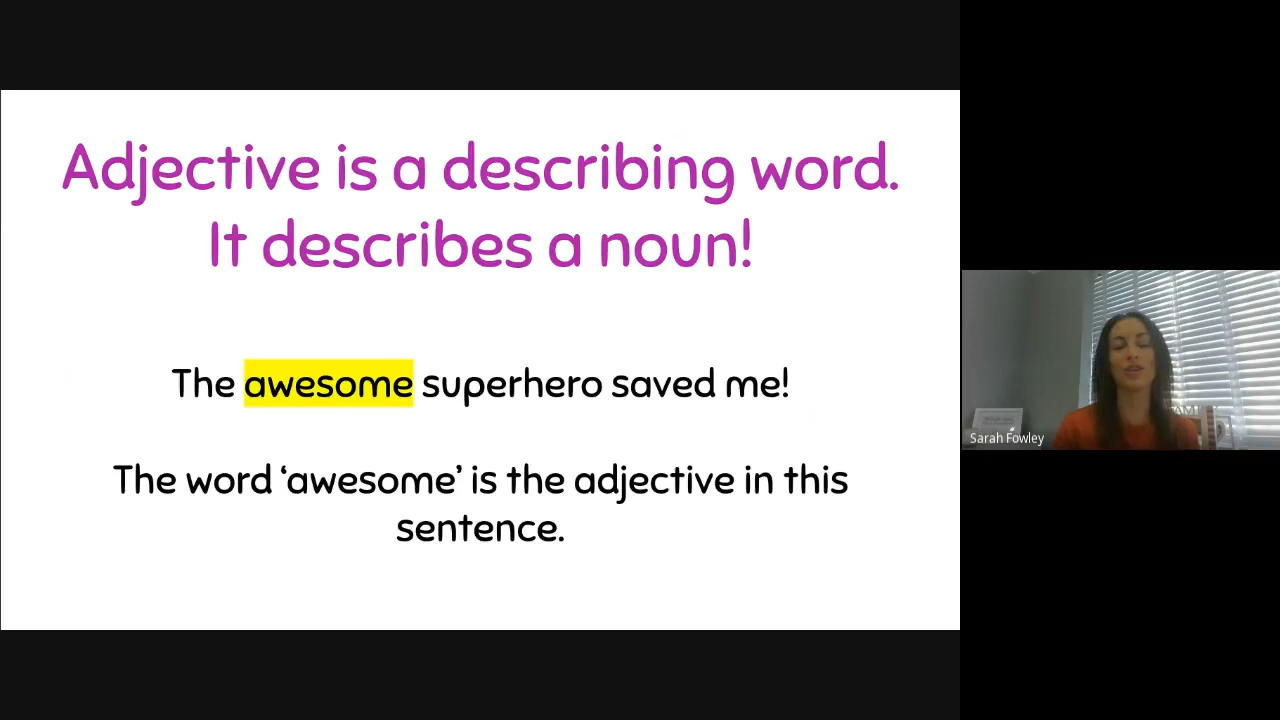 Adjective is a describing word.
It describes a noun!
The awesome superhero saved me!
The word ‘awesome’ is the adjective in this
sentence.
Sarah Fowley